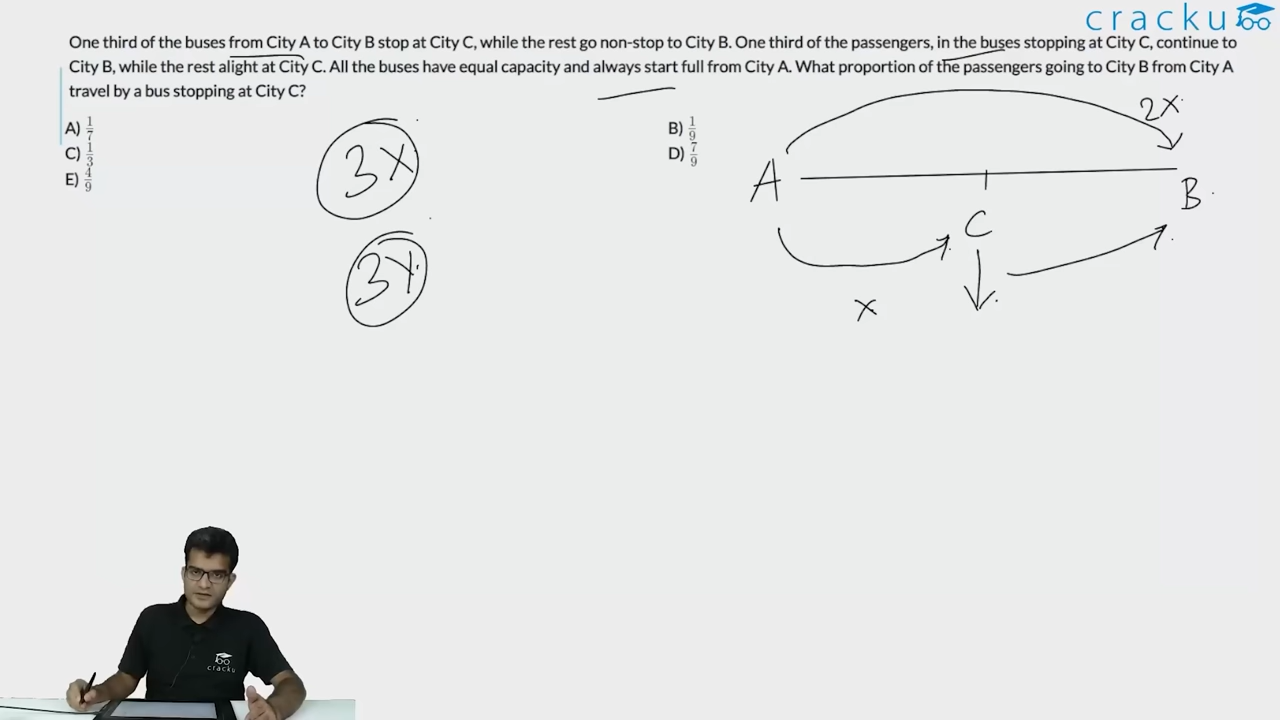 cracku
One third of the buses from City A to City B stop at City C, while the rest go non-stop to City B. One third of the passengers, in the buses stopping at City C, continue to
City B, while the rest alight at City C. All the buses have equal capacity and always start full from City A. What proportion of the passengers going to City B from City A
travel by a bus stopping at City C?
A) 1/7
B) 1/9
C) 1/3
D) 7/9
E) 4/9
3x
3y
2x
A
B
C
x
cracku